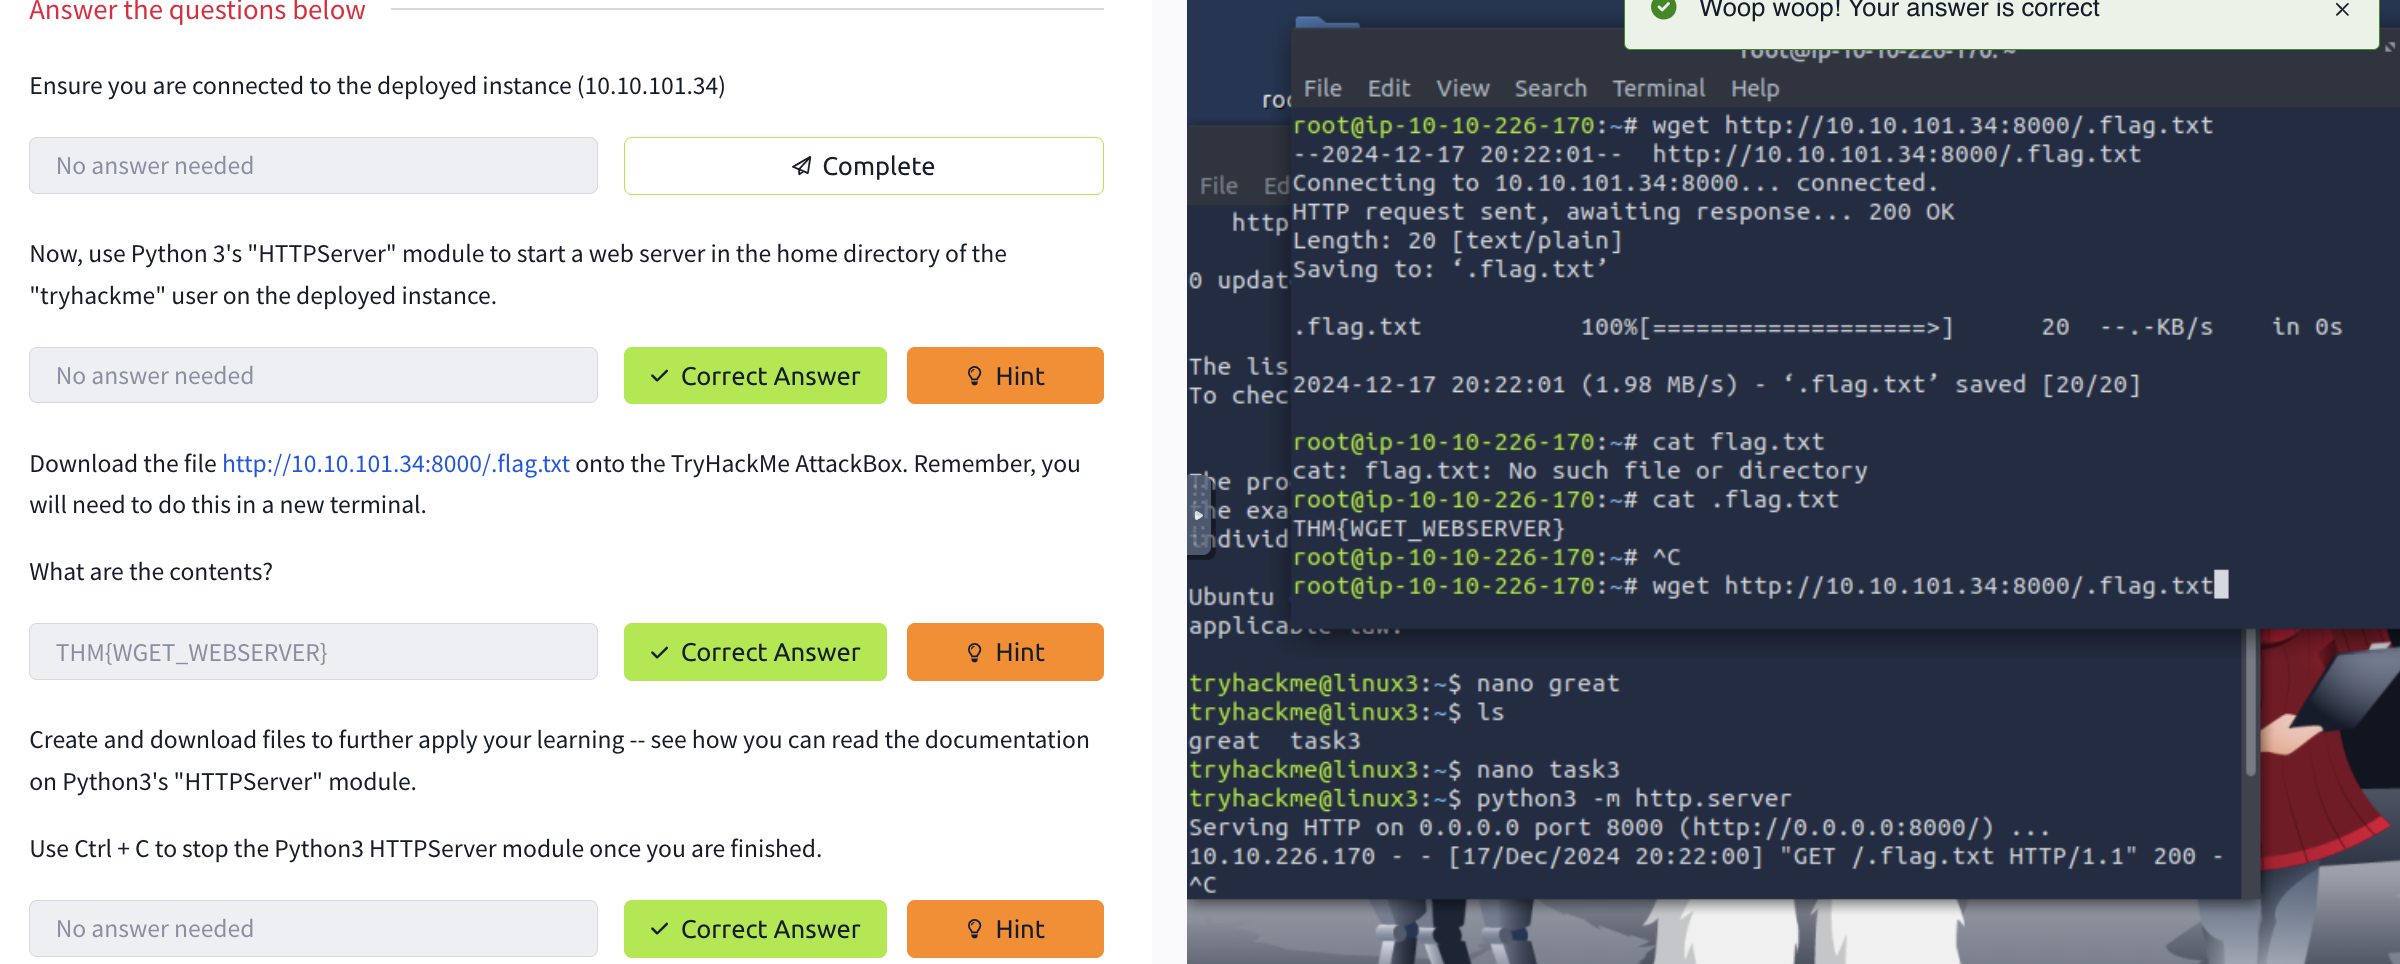 Answer the questions below
Ensure you are connected to the deployed instance (10.10.101.34)
No answer needed
Complete
Now, use Python 3's "HTTPServer" module to start a web server in the home directory of the
"tryhackme" user on the deployed instance.
No answer needed
Correct Answer
Hint
Download the file http://10.10.101.34:8000/.flag.txt onto the TryHackMe AttackBox. Remember, you
will need to do this in a new terminal.
What are the contents?
THM{WGET_WEBSERVER}
Correct Answer
Hint
Create and download files to further apply your learning -- see how you can read the documentation
on Python3's "HTTPServer" module.
Use Ctrl + C to stop the Python3 HTTPServer module once you are finished.
No answer needed
Correct Answer
Hint
Woop woop! Your answer is correct
root@ip-10-10-226-170: ~
File Edit View Search Terminal Help
root@ip-10-10-226-170:~# wget http://10.10.101.34:8000/.flag.txt
--2024-12-17 20:22:01--  http://10.10.101.34:8000/.flag.txt
Connecting to 10.10.101.34:8000... connected.
HTTP request sent, awaiting response... 200 OK
Length: 20 [text/plain]
Saving to: ‘.flag.txt’
.flag.txt           100%[===================>]      20  --.-KB/s    in 0s
2024-12-17 20:22:01 (1.98 MB/s) - ‘.flag.txt’ saved [20/20]
root@ip-10-10-226-170:~# cat flag.txt
cat: flag.txt: No such file or directory
root@ip-10-10-226-170:~# cat .flag.txt
THM{WGET_WEBSERVER}
root@ip-10-10-226-170:~# ^C
root@ip-10-10-226-170:~# wget http://10.10.101.34:8000/.flag.txt
File Ed
http
0 updat
The lis
To chec
The pro
the exa
individ
Ubuntu
applicable law.
tryhackme@linux3:~$ nano great
tryhackme@linux3:~$ ls
great  task3
tryhackme@linux3:~$ nano task3
tryhackme@linux3:~$ python3 -m http.server
Serving HTTP on 0.0.0.0 port 8000 (http://0.0.0.0:8000/) ...
10.10.226.170 - - [17/Dec/2024 20:22:00] "GET /.flag.txt HTTP/1.1" 200 -
^C